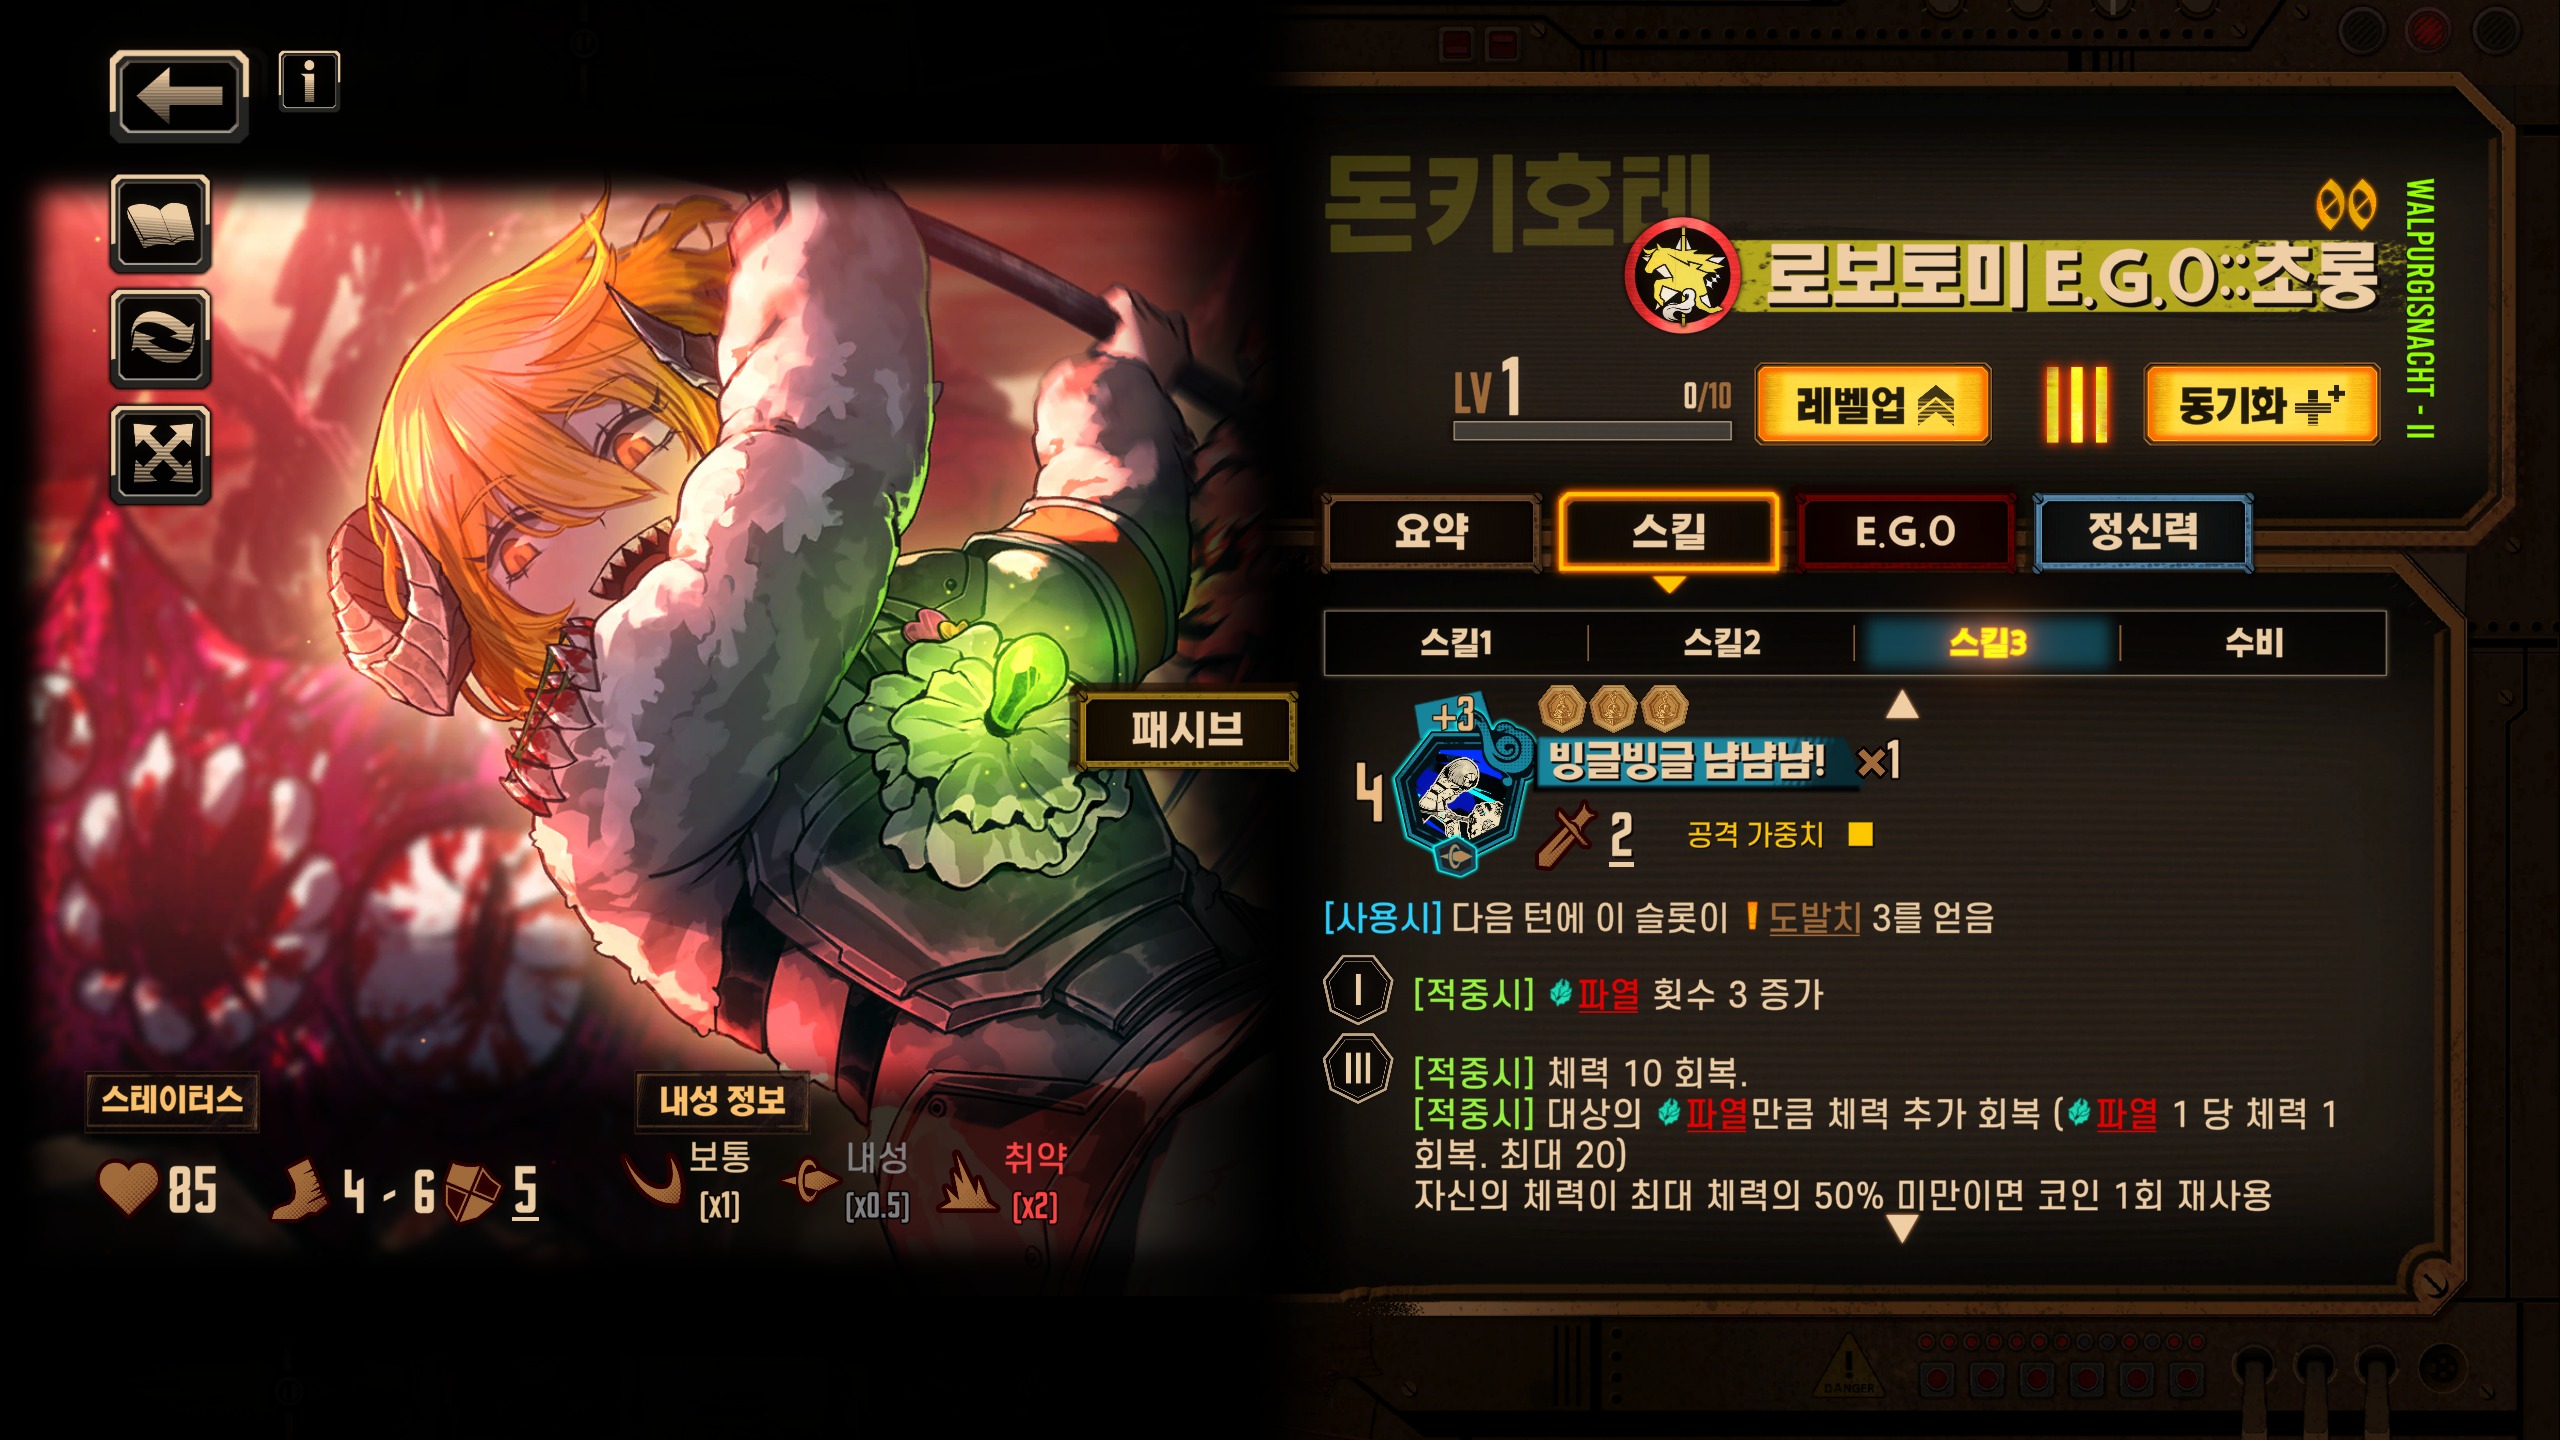 돈키호테
로보토미 E.G.O::초롱
WALPURGISNACHT - II
LV 1
0/10
레벨업
동기화
요약
스킬
E.G.O
정신력
스킬1
스킬2
스킬3
수비
+3
4
빙글빙글 냠냠냠! ×1
2
공격 가중치
[사용시] 다음 턴에 이 슬롯이 도발치 3를 얻음
I
[적중시] 파열 횟수 3 증가
III
[적중시] 체력 10 회복.
[적중시] 대상의 파열만큼 체력 추가 회복 (파열 1 당 체력 1
회복. 최대 20)
자신의 체력이 최대 체력의 50% 미만이면 코인 1회 재사용
패시브
스테이터스
85
4 - 6
5
내성 정보
보통
[x1]
내성
[x0.5]
취약
[x2]
DANGER